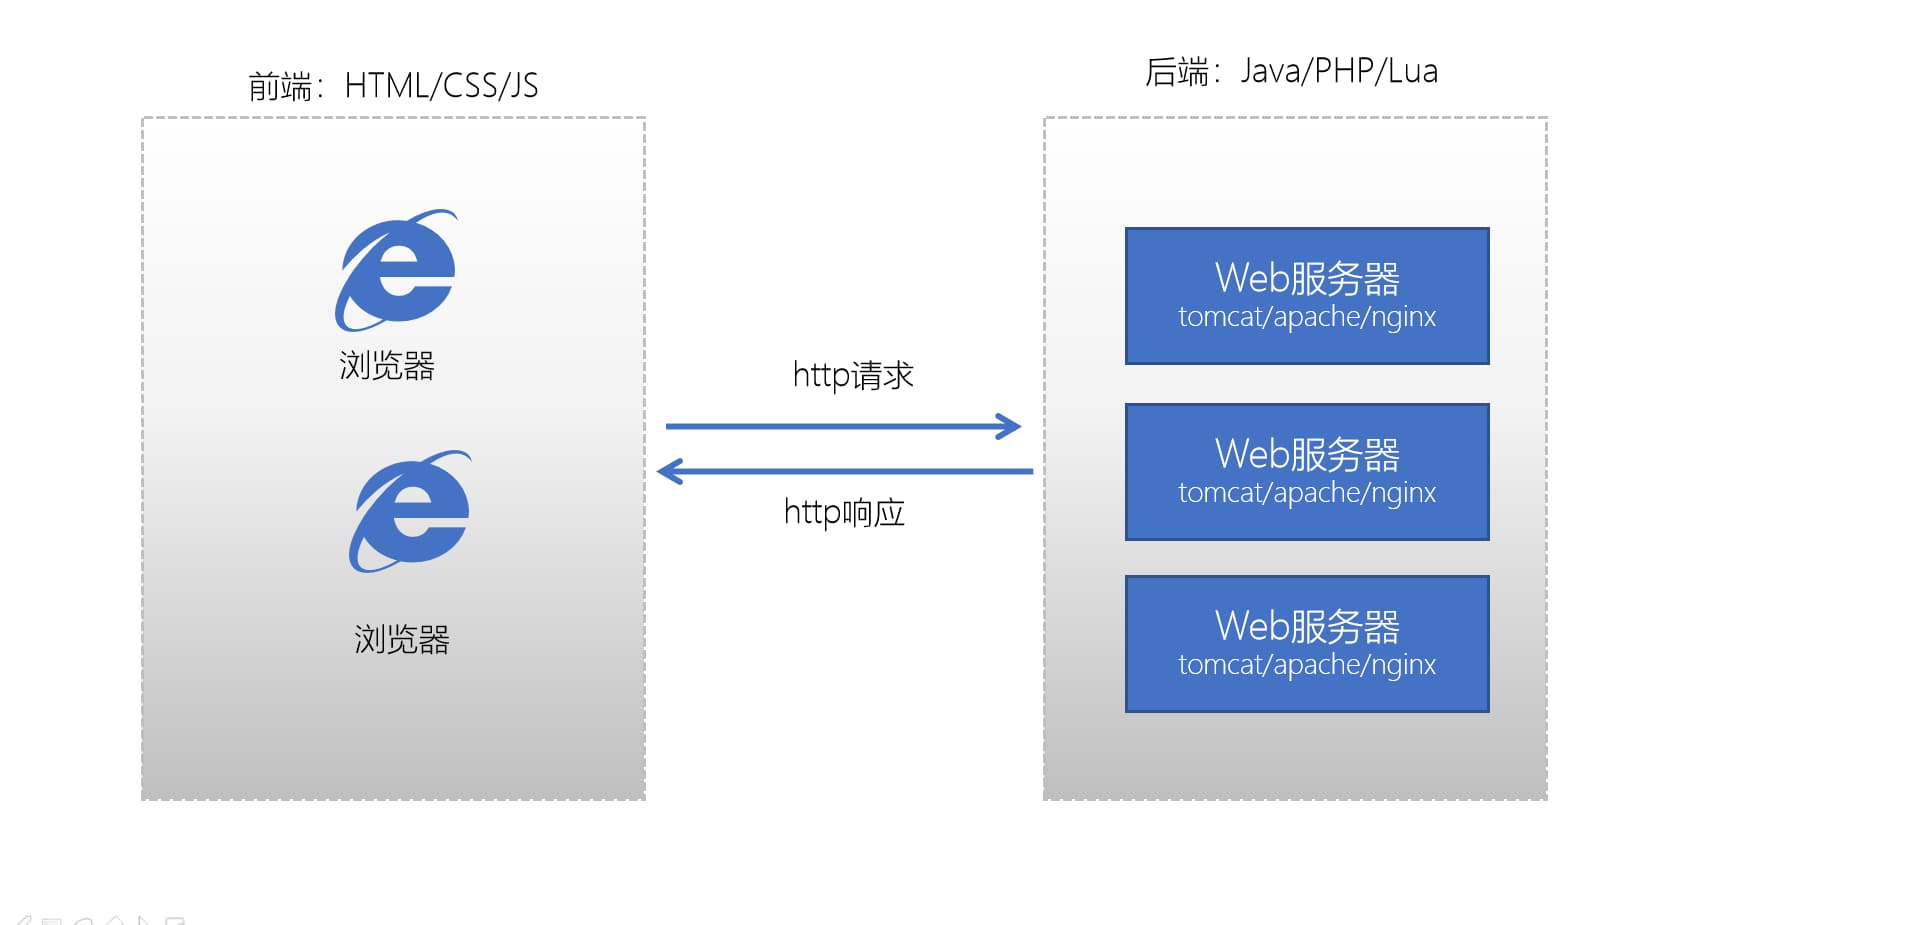 前端：HTML/CSS/JS
后端：Java/PHP/Lua
浏览器
浏览器
http请求
http响应
Web服务器
tomcat/apache/nginx
Web服务器
tomcat/apache/nginx
Web服务器
tomcat/apache/nginx